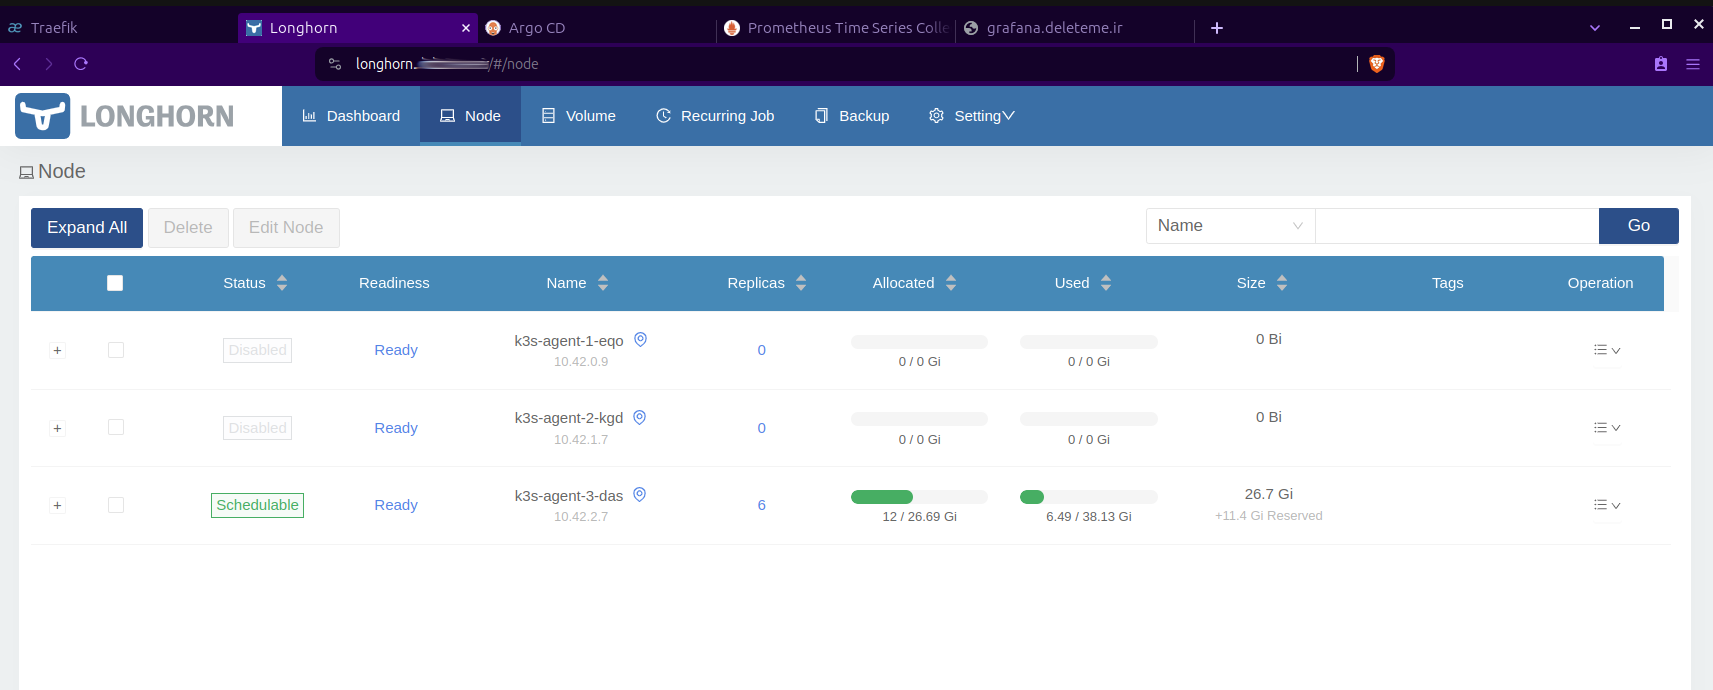 Traefik
Longhorn
Argo CD
Prometheus Time Series Colle
grafana.deleteme.ir
longhorn. /#/node
LONGHORN
Dashboard
Node
Volume
Recurring Job
Backup
Setting
Node
Expand All
Delete
Edit Node
Name
Go
Status Readiness Name Replicas Allocated Used Size Tags Operation
+ Disabled Ready k3s-agent-1-eqo 0 0 Bi
10.42.0.9 0 / 0 Gi 0 / 0 Gi
+ Disabled Ready k3s-agent-2-kgd 0 0 Bi
10.42.1.7 0 / 0 Gi 0 / 0 Gi
+ Schedulable Ready k3s-agent-3-das 6 26.7 Gi
10.42.2.7 12 / 26.69 Gi 6.49 / 38.13 Gi +11.4 Gi Reserved